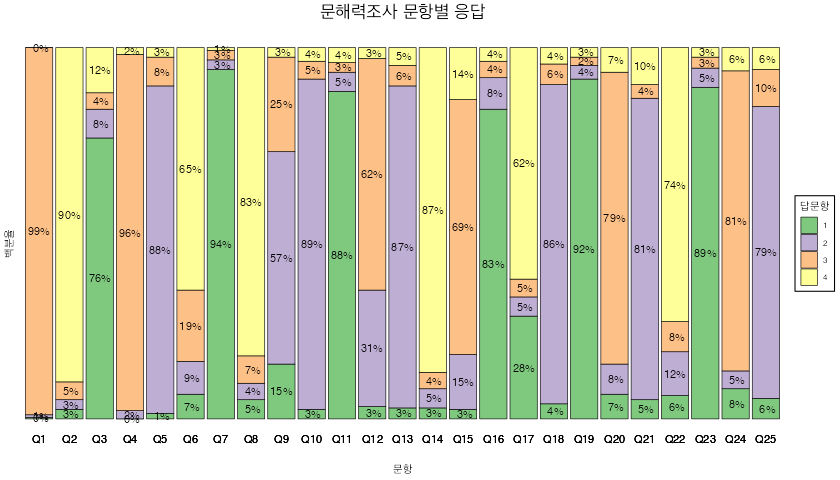 문해력조사 문항별 응답
0% 2% 3% 1% 3% 4% 4% 3% 5% 4% 4% 3% 7% 3% 6% 6%
12% 8% 3% 5% 3% 6% 14% 4% 6% 2% 10% 3% 10%
4% 3% 25% 5% 8% 4% 4% 5%
8%
90% 65% 83% 62% 87% 69% 62% 74%
99% 76% 96% 88% 94% 57% 89% 88% 87% 83% 86% 92% 79% 81% 89% 81% 79%
19% 31% 5% 8%
5% 9% 7% 4% 15% 5% 28% 8% 12% 5%
3% 4% 5% 15%
3% 1% 7% 5% 3% 3% 3% 3% 3% 4% 7% 5% 6% 8% 6%
Q1 Q2 Q3 Q4 Q5 Q6 Q7 Q8 Q9 Q10 Q11 Q12 Q13 Q14 Q15 Q16 Q17 Q18 Q19 Q20 Q21 Q22 Q23 Q24 Q25
문항
백분율
답문항
1
2
3
4